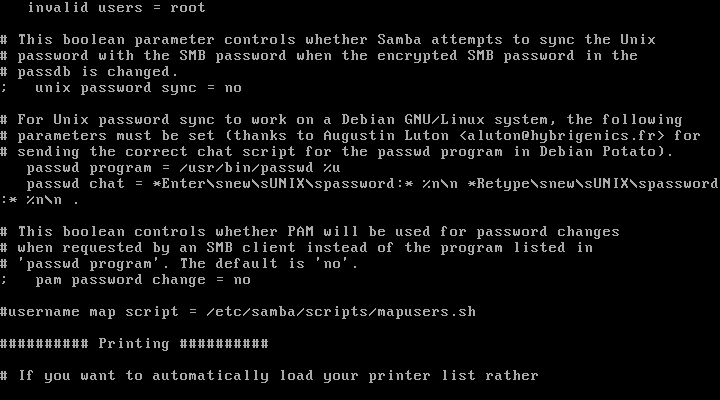 invalid users = root
# This boolean parameter controls whether Samba attempts to sync the Unix
# password with the SMB password when the encrypted SMB password in the
# passdb is changed.
;   unix password sync = no
# For Unix password sync to work on a Debian GNU/Linux system, the following
# parameters must be set (thanks to Augustin Luton <aluton@hybrigenics.fr> for
# sending the correct chat script for the passwd program in Debian Potato).
passwd program = /usr/bin/passwd %u
passwd chat = *Enter\snew\sUNIX\spassword:* %n\n *Retype\snew\sUNIX\spassword
:* %n\n .
# This boolean controls whether PAM will be used for password changes
# when requested by an SMB client instead of the program listed in
# 'passwd program'. The default is 'no'.
;   pam password change = no
#username map script = /etc/samba/scripts/mapusers.sh
########## Printing ##########
# If you want to automatically load your printer list rather